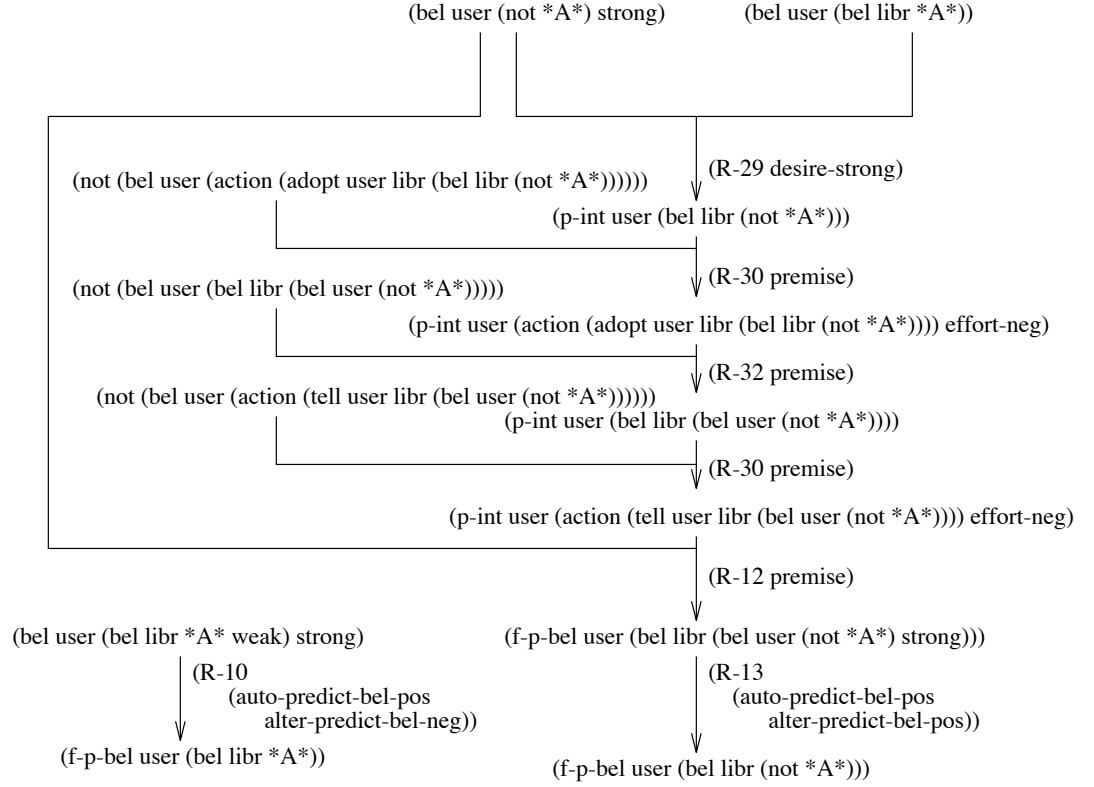 (bel user (not *A*) strong)
(bel user (bel libr *A*))
(R-29 desire-strong)
(not (bel user (action (adopt user libr (bel libr (not *A*))))))
(p-int user (bel libr (not *A*)))
(R-30 premise)
(not (bel user (bel libr (bel user (not *A*)))))
(p-int user (action (adopt user libr (bel libr (not *A*)))) effort-neg)
(R-32 premise)
(not (bel user (action (tell user libr (bel user (not *A*))))))
(p-int user (bel libr (bel user (not *A*))))
(R-30 premise)
(p-int user (action (tell user libr (bel user (not *A*)))) effort-neg)
(R-12 premise)
(bel user (bel libr *A* weak) strong)
(f-p-bel user (bel libr (bel user (not *A*) strong)))
(R-10
(auto-predict-bel-pos
alter-predict-bel-neg))
(R-13
(auto-predict-bel-pos
alter-predict-bel-pos))
(f-p-bel user (bel libr *A*))
(f-p-bel user (bel libr (not *A*)))